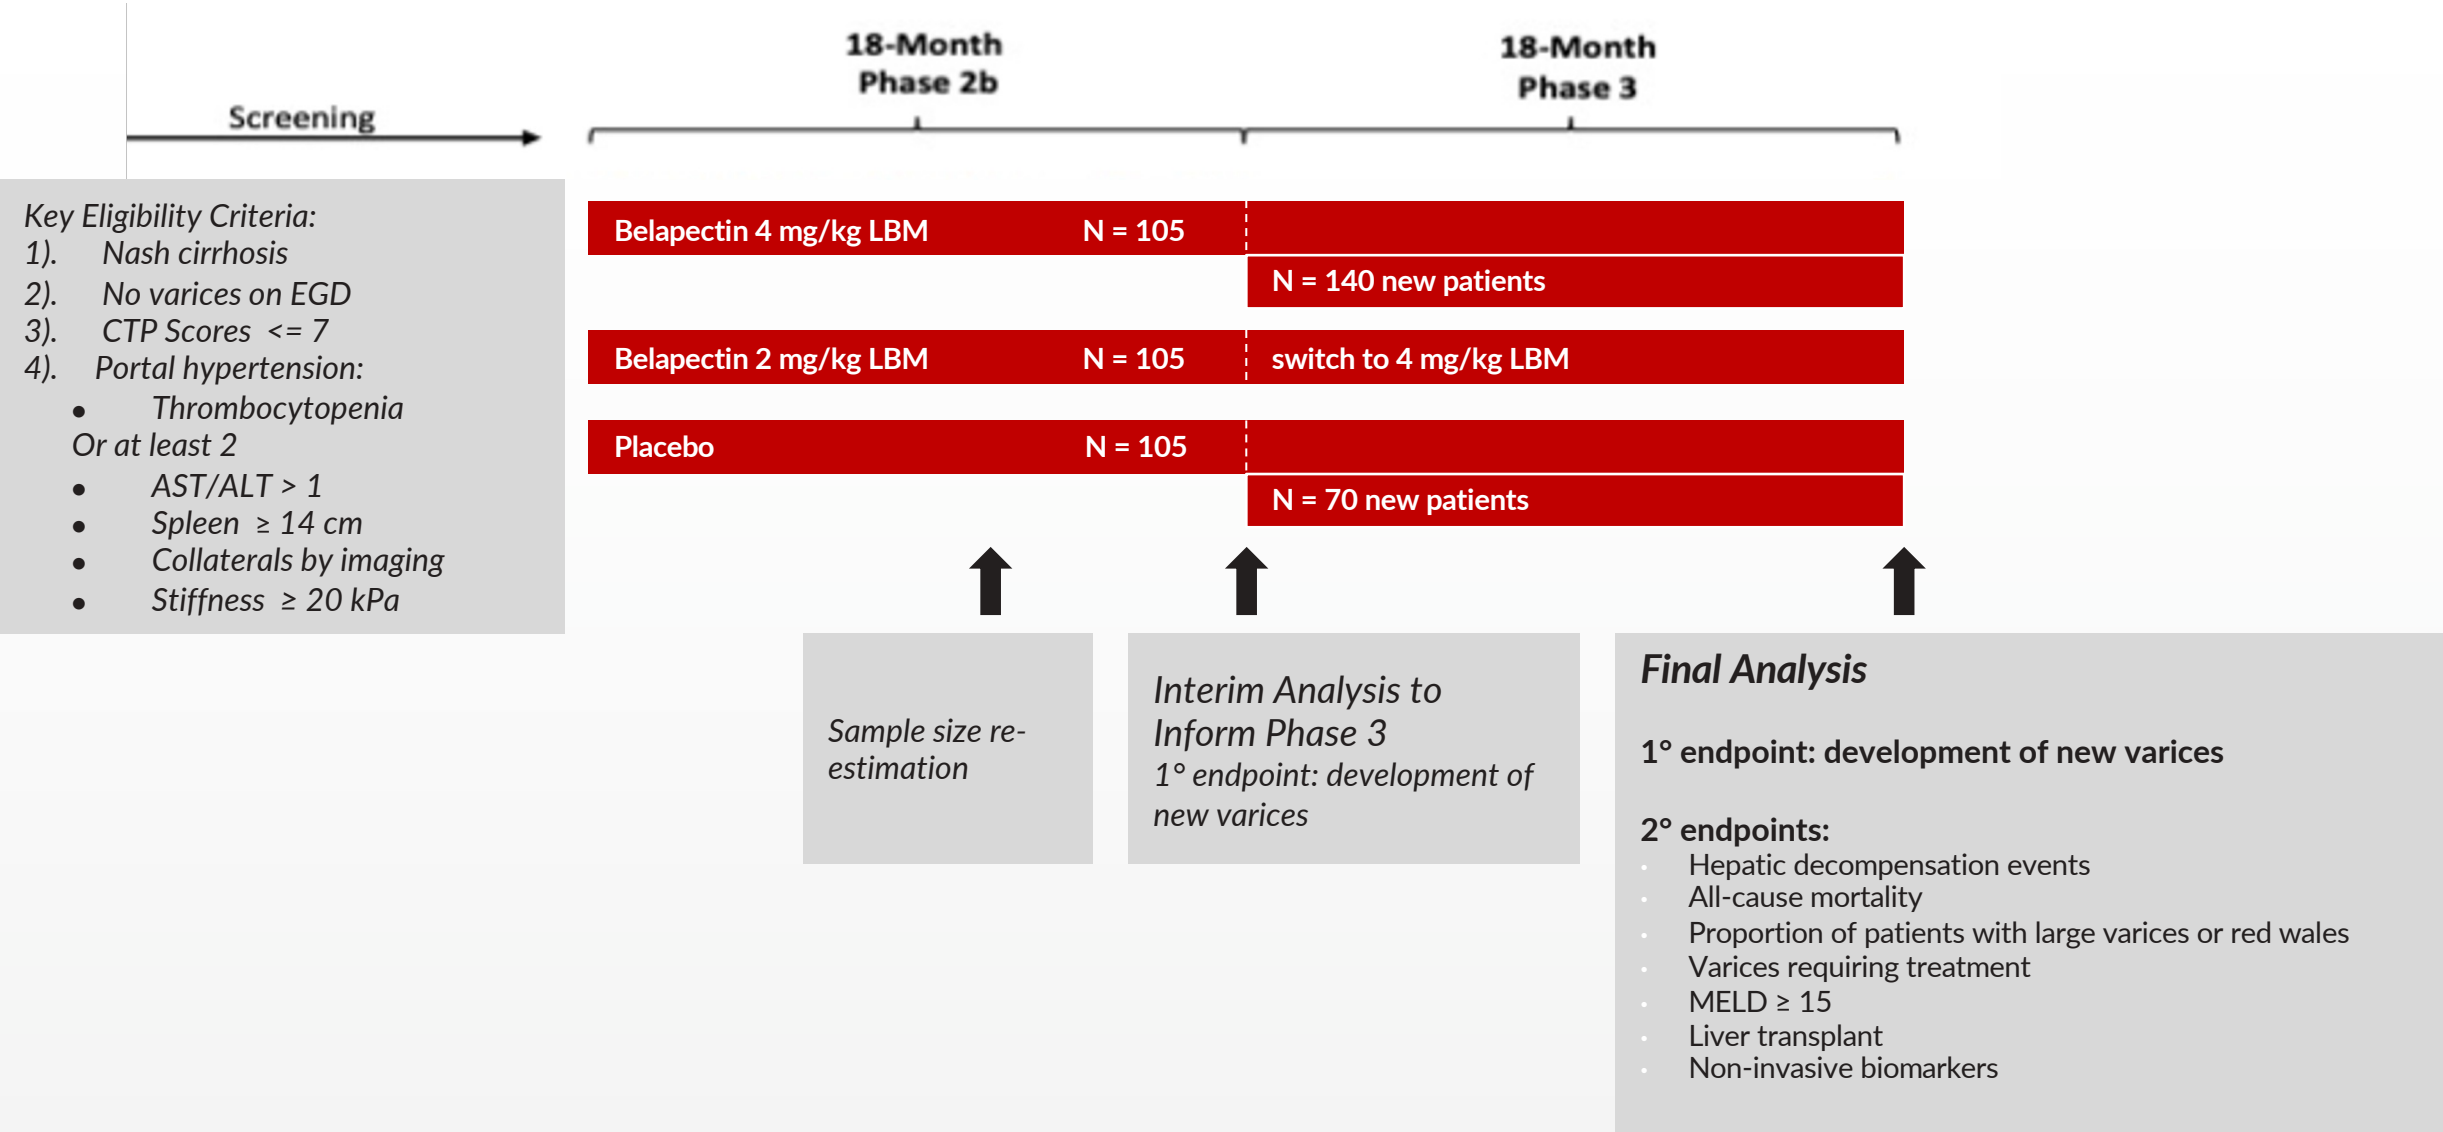 18-Month
Phase 2b
18-Month
Phase 3
Screening
Key Eligibility Criteria:
1). Nash cirrhosis
2). No varices on EGD
3). CTP Scores <= 7
4). Portal hypertension:
• Thrombocytopenia
Or at least 2
• AST/ALT > 1
• Spleen ≥ 14 cm
• Collaterals by imaging
• Stiffness ≥ 20 kPa
Belapectin 4 mg/kg LBM N = 105
N = 140 new patients
Belapectin 2 mg/kg LBM N = 105 switch to 4 mg/kg LBM
Placebo N = 105
N = 70 new patients
Sample size re-
estimation
Interim Analysis to
Inform Phase 3
1° endpoint: development of
new varices
Final Analysis
1° endpoint: development of new varices
2° endpoints:
· Hepatic decompensation events
· All-cause mortality
· Proportion of patients with large varices or red wales
· Varices requiring treatment
· MELD ≥ 15
· Liver transplant
· Non-invasive biomarkers